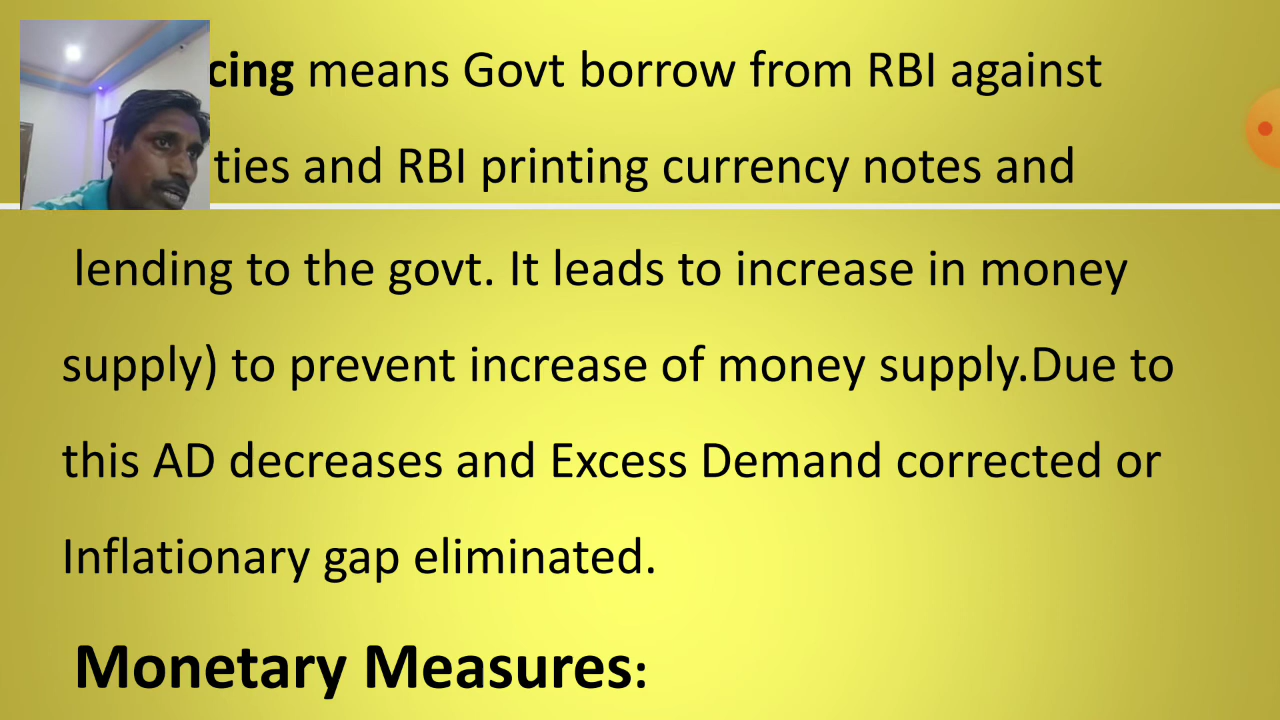 cing means Govt borrow from RBI against
ties and RBI printing currency notes and
lending to the govt. It leads to increase in money
supply) to prevent increase of money supply.Due to
this AD decreases and Excess Demand corrected or
Inflationary gap eliminated.
Monetary Measures: